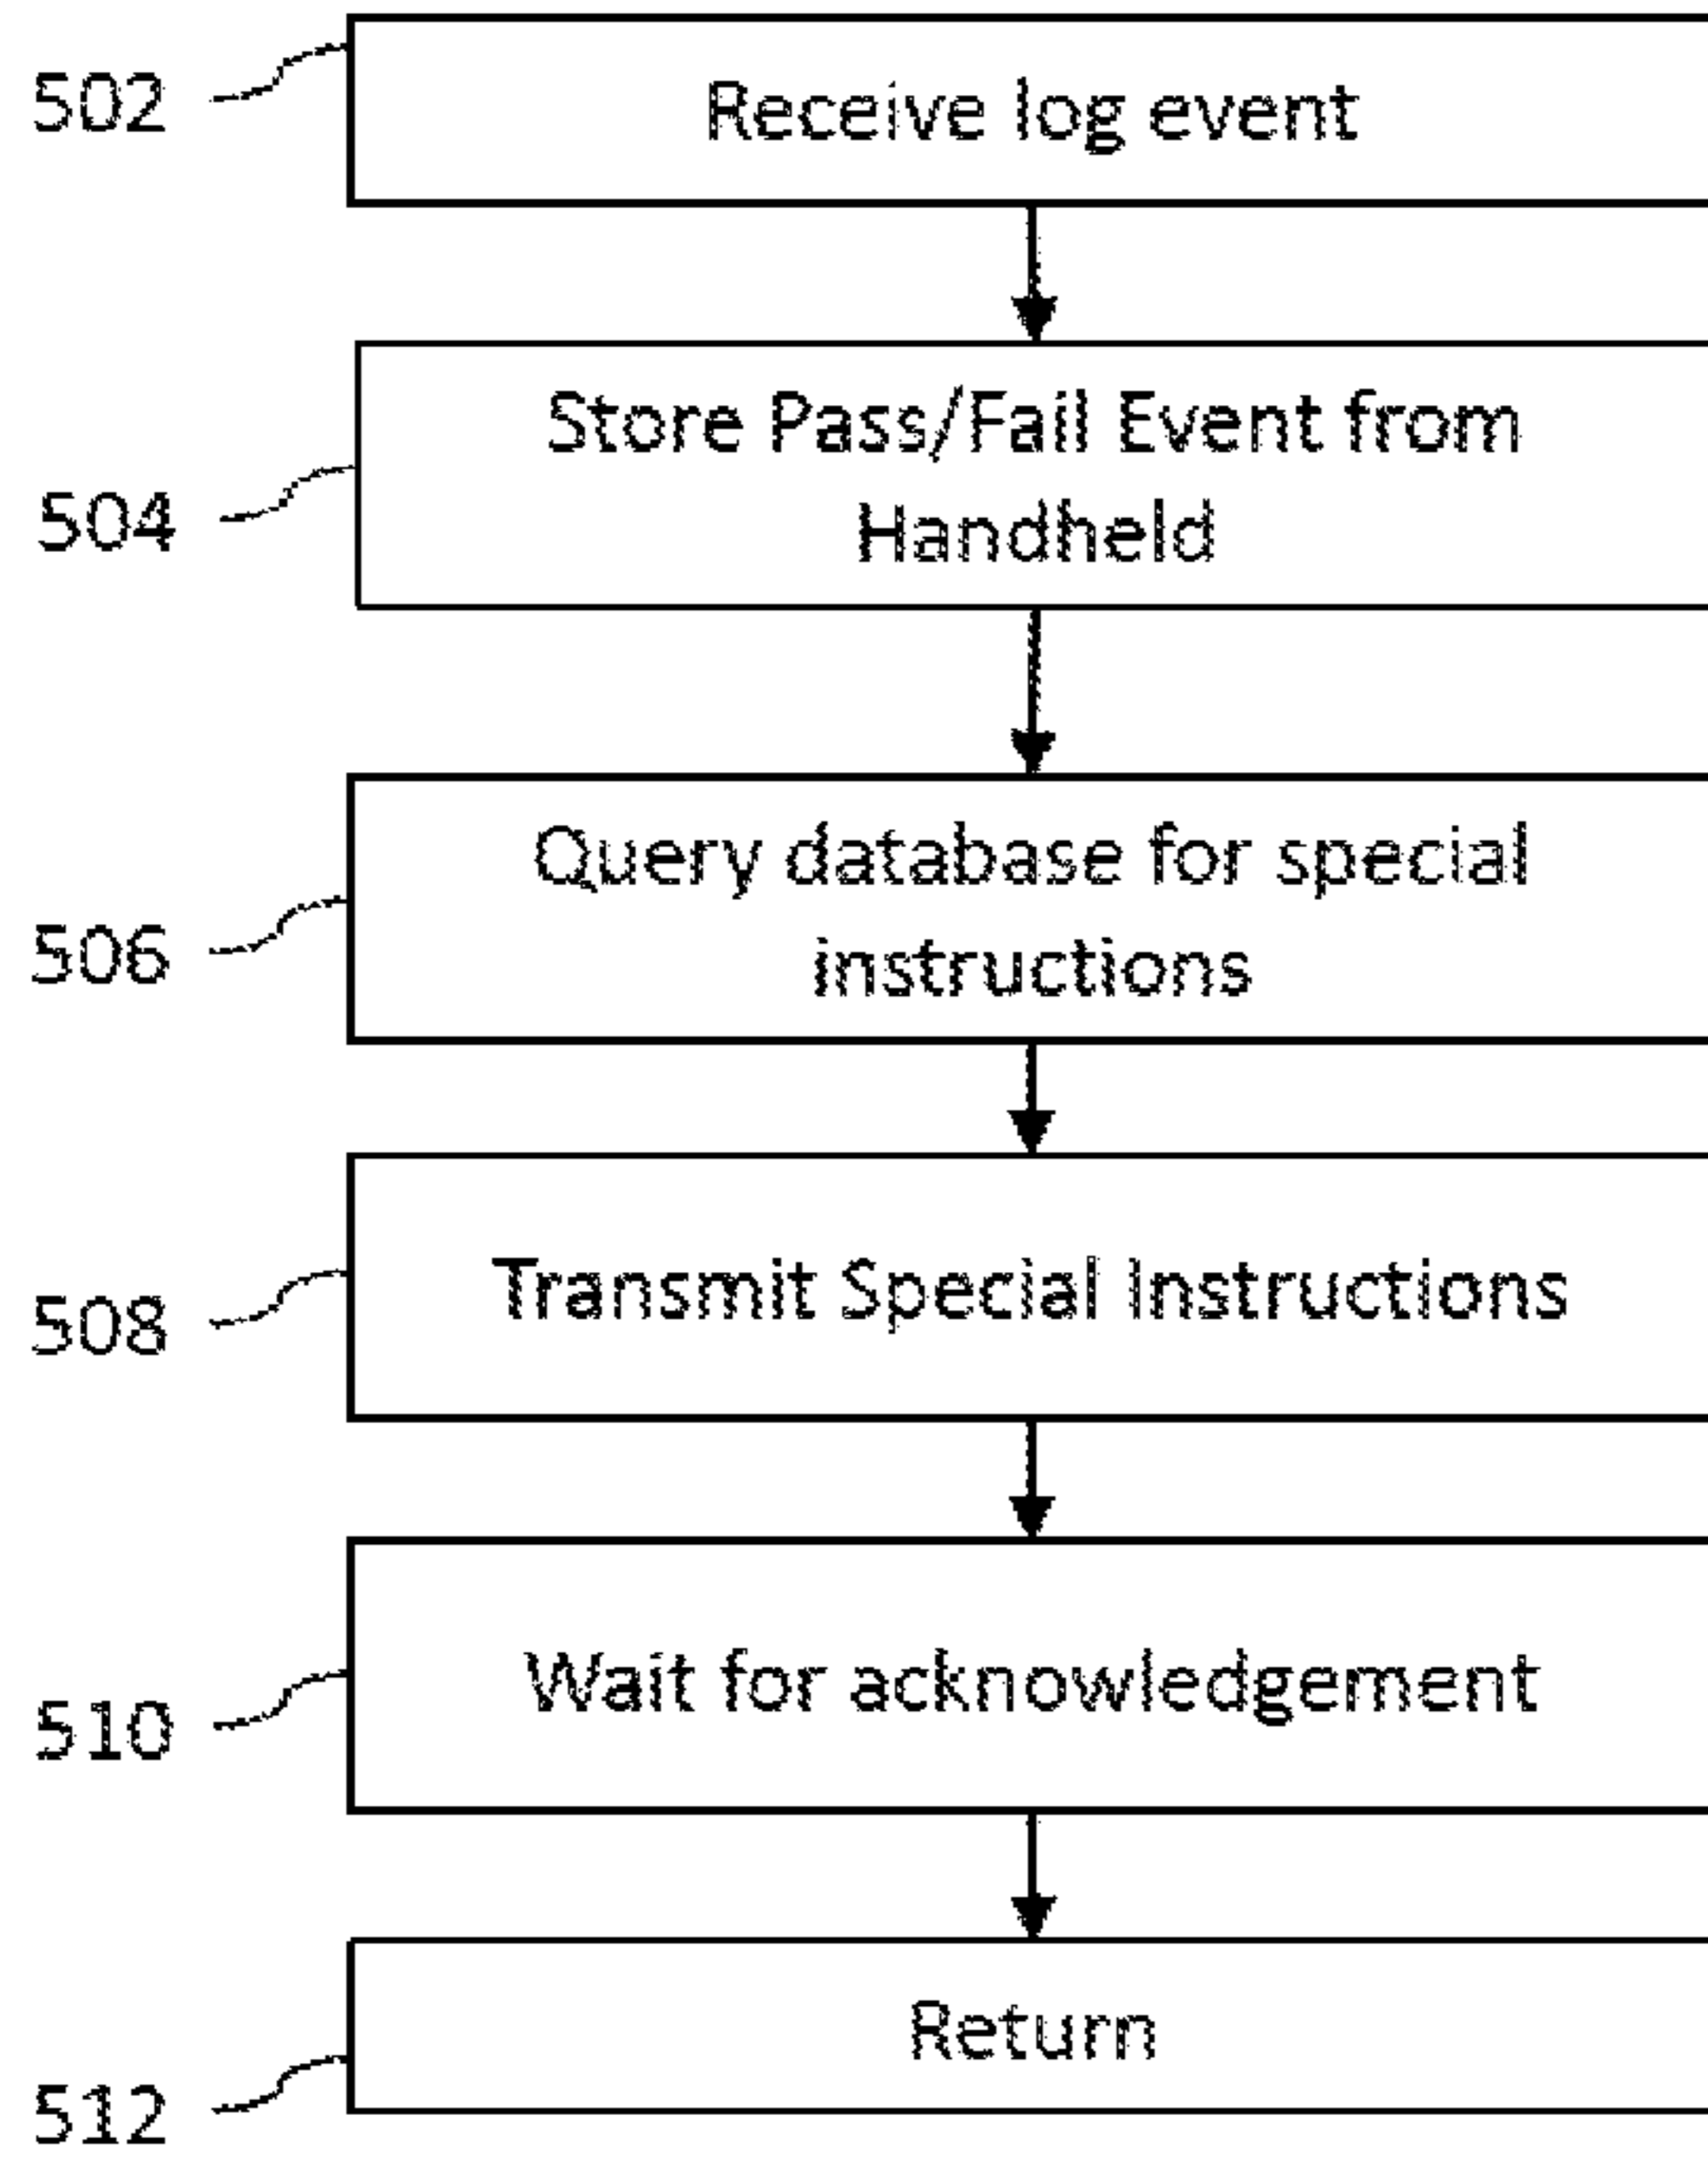 502
Receive log event
504
Store Pass/Fail Event from
Handheld
506
Query database for special
instructions
508
Transmit Special Instructions
510
Wait for acknowledgement
512
Return